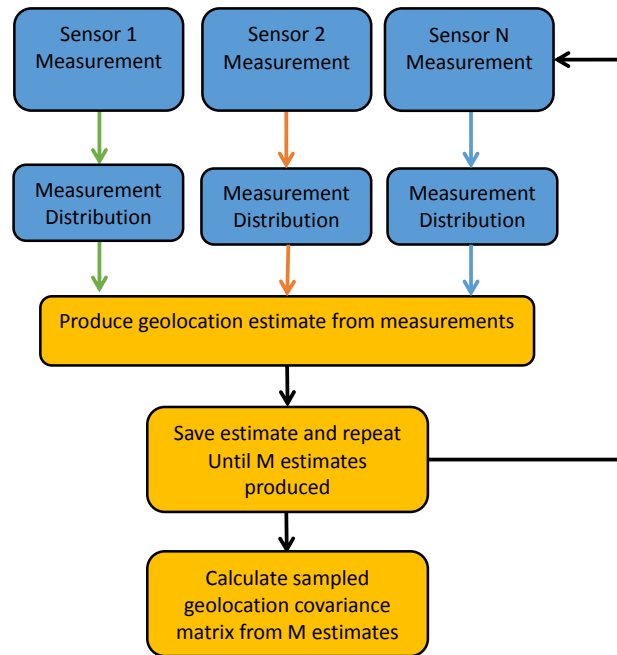 Sensor 1
Measurement
Sensor 2
Measurement
Sensor N
Measurement
Measurement
Distribution
Measurement
Distribution
Measurement
Distribution
Produce geolocation estimate from measurements
Save estimate and repeat
Until M estimates
produced
Calculate sampled
geolocation covariance
matrix from M estimates